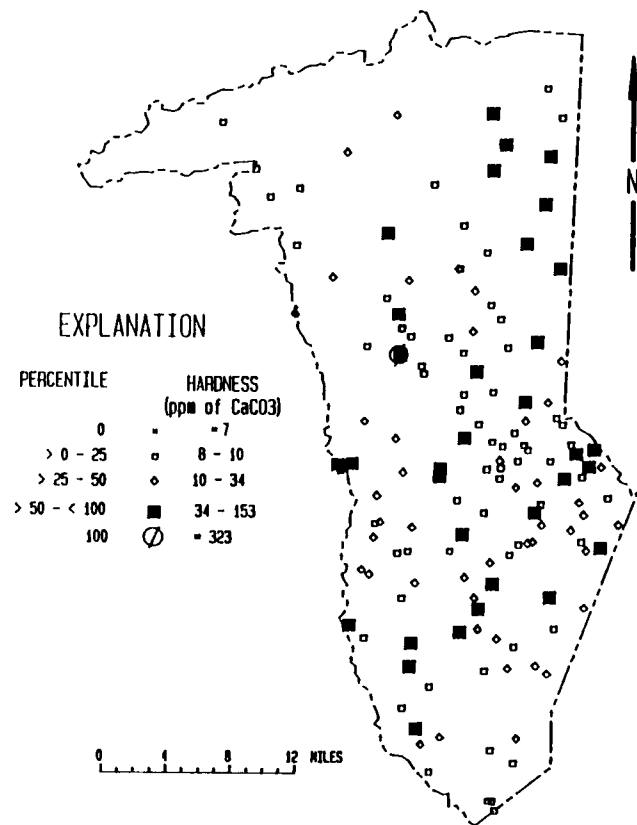 N
EXPLANATION
PERCENTILE HARDNESS
(ppm of CaCO3)
0 = 7
> 0 - 25 8 - 10
> 25 - 50 10 - 34
> 50 - < 100 34 - 153
100 = 323
0 4 8 12 MILES